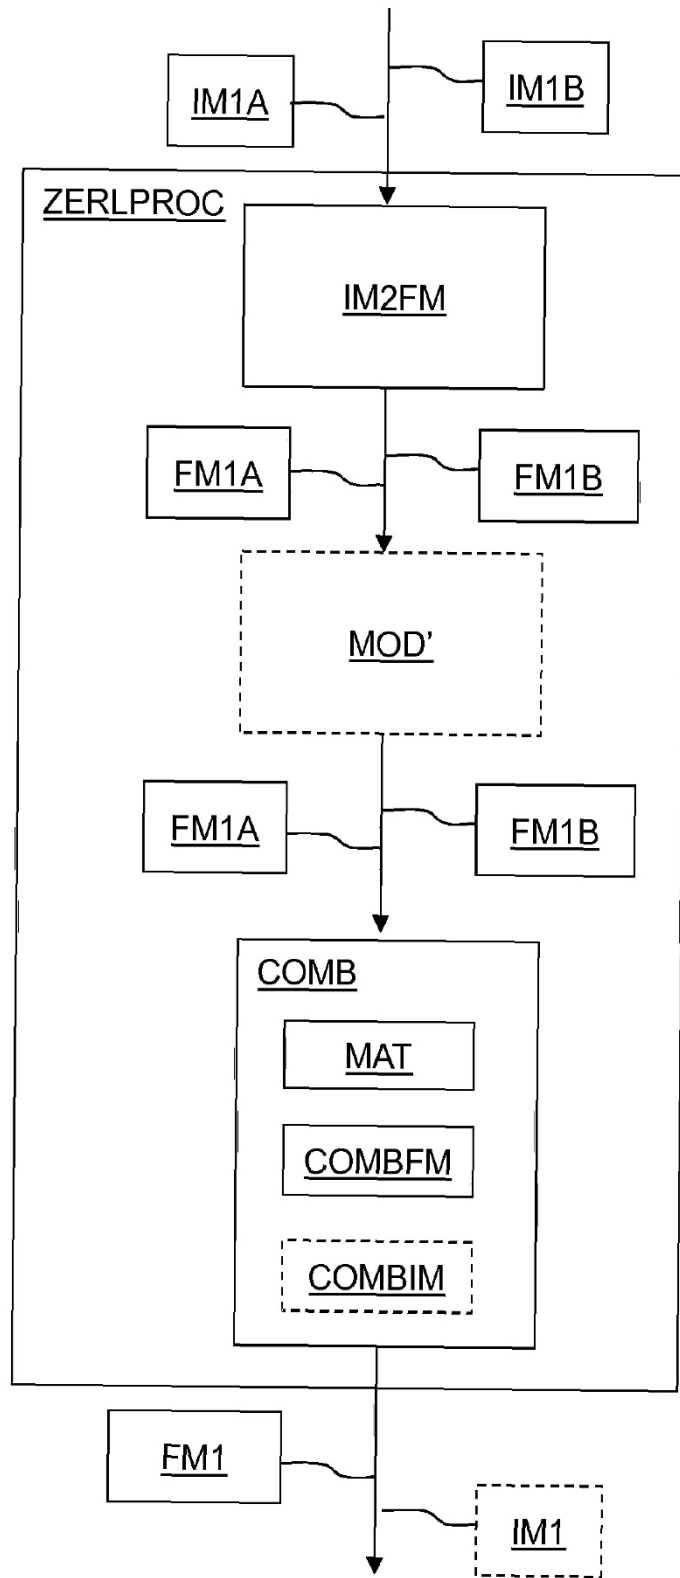 IM1A
IM1B
ZERLPROC
IM2FM
FM1A
FM1B
MOD'
FM1A
FM1B
COMB
MAT
COMBFM
COMBIM
FM1
IM1